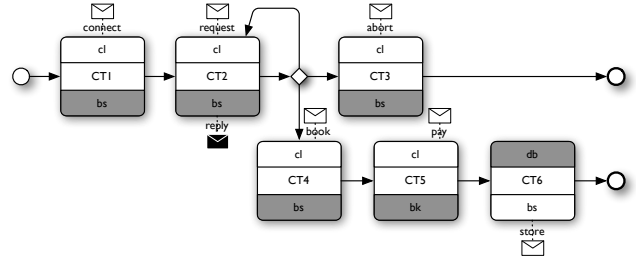 connect request abort
cl cl cl
CT1 CT2 CT3
bs bs bs
reply book pay
cl cl db
CT4 CT5 CT6
bs bk bs
store